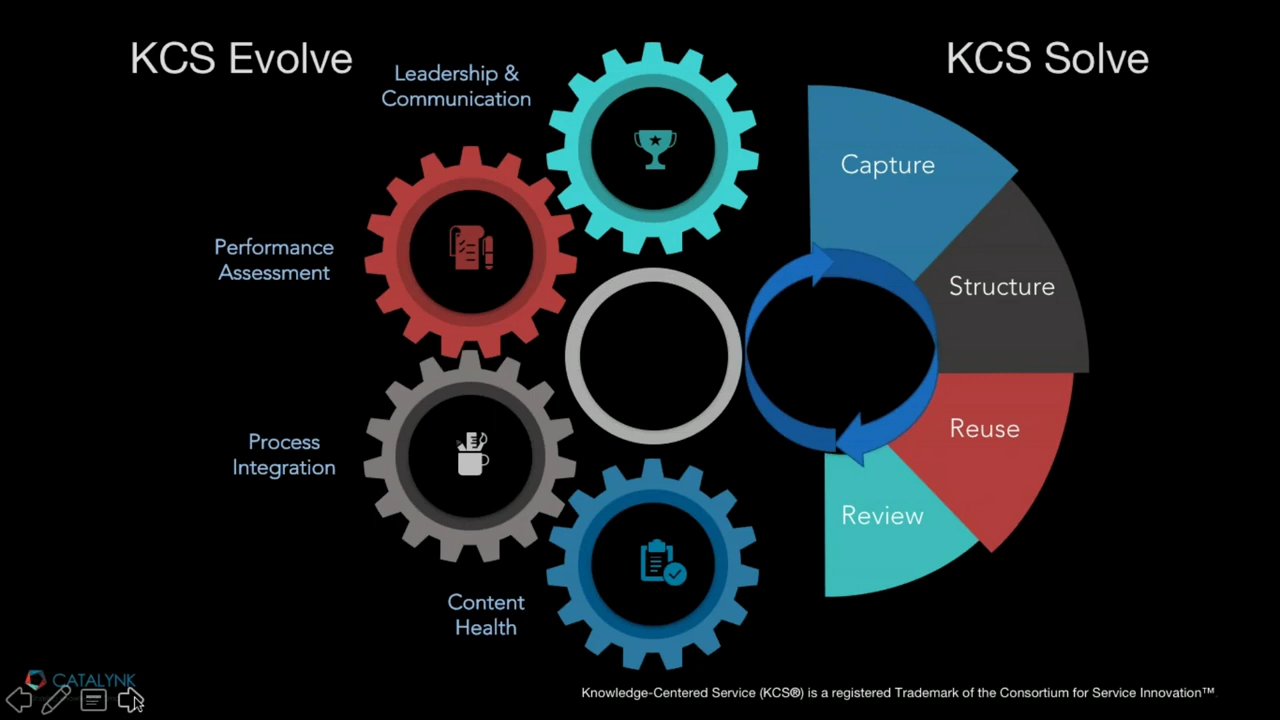 KCS Evolve
KCS Solve
Leadership &
Communication
Performance
Assessment
Process
Integration
Content
Health
Capture
Structure
Reuse
Review
CATALYNK
Knowledge-Centered Service (KCS®) is a registered Trademark of the Consortium for Service Innovation™